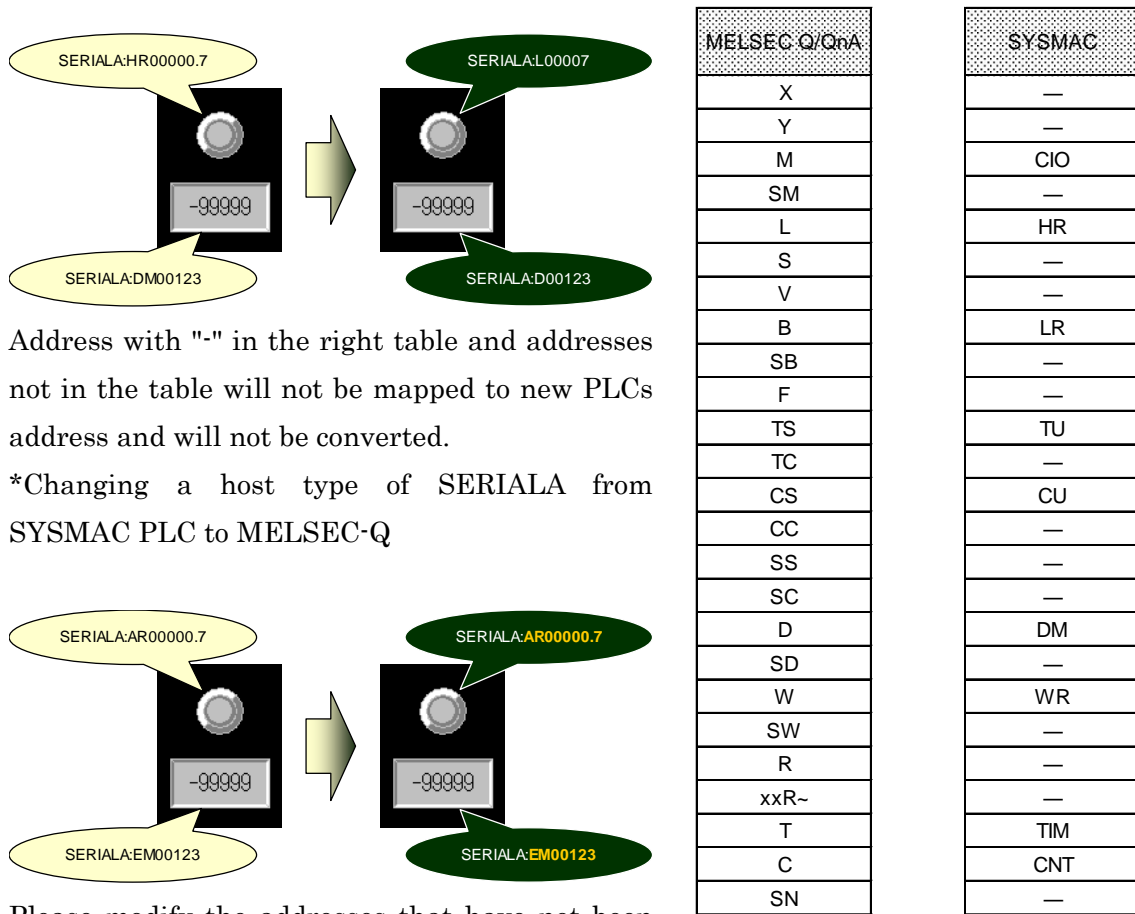 SERIALA:HR00000.7
SERIALA:L00007
-99999
-99999
SERIALA:DM00123
SERIALA:D00123
Address with "-" in the right table and addresses
not in the table will not be mapped to new PLCs
address and will not be converted.
*Changing a host type of SERIALA from
SYSMAC PLC to MELSEC-Q
SERIALA:AR00000.7
SERIALA:AR00000.7
-99999
-99999
SERIALA:EM00123
SERIALA:EM00123
Please modify the addresses that have not been
MELSEC Q/QnA SYSMAC
X —
Y —
M CIO
SM —
L HR
S —
V —
B LR
SB —
F —
TS TU
TC —
CS CU
CC —
SS —
SC —
D DM
SD —
W WR
SW —
R —
xxR~ —
T TIM
C CNT
SN —